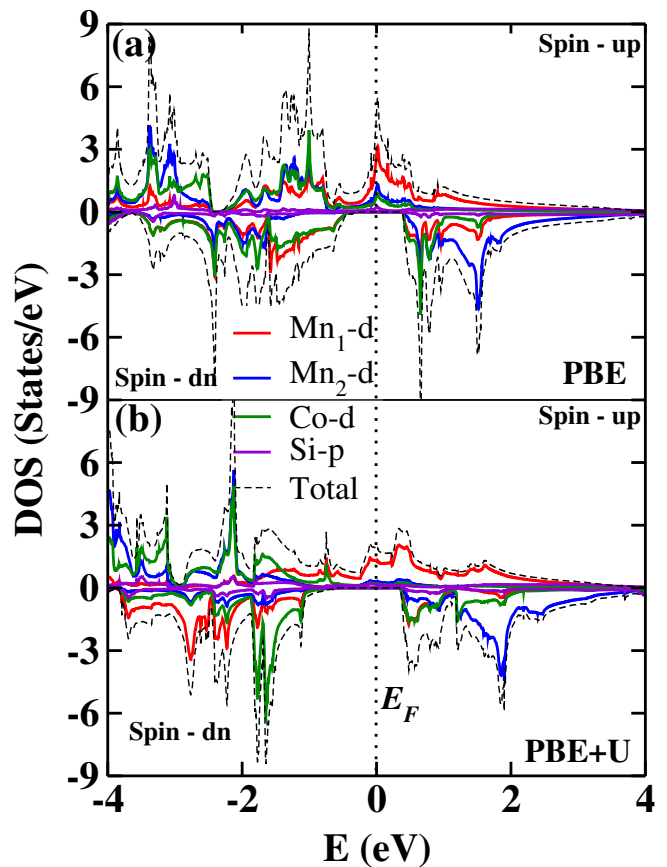 DOS (States/eV)
9
(a)
Spin - up
6
3
0
-3
Mn₁-d
-6
Spin - dn
Mn₂-d
PBE
-9
(b)
Co-d
Spin - up
Si-p
6
Total
3
0
-3
Spin - dn
E_F
-6
PBE+U
-9
-4 -2 0 2 4
E (eV)